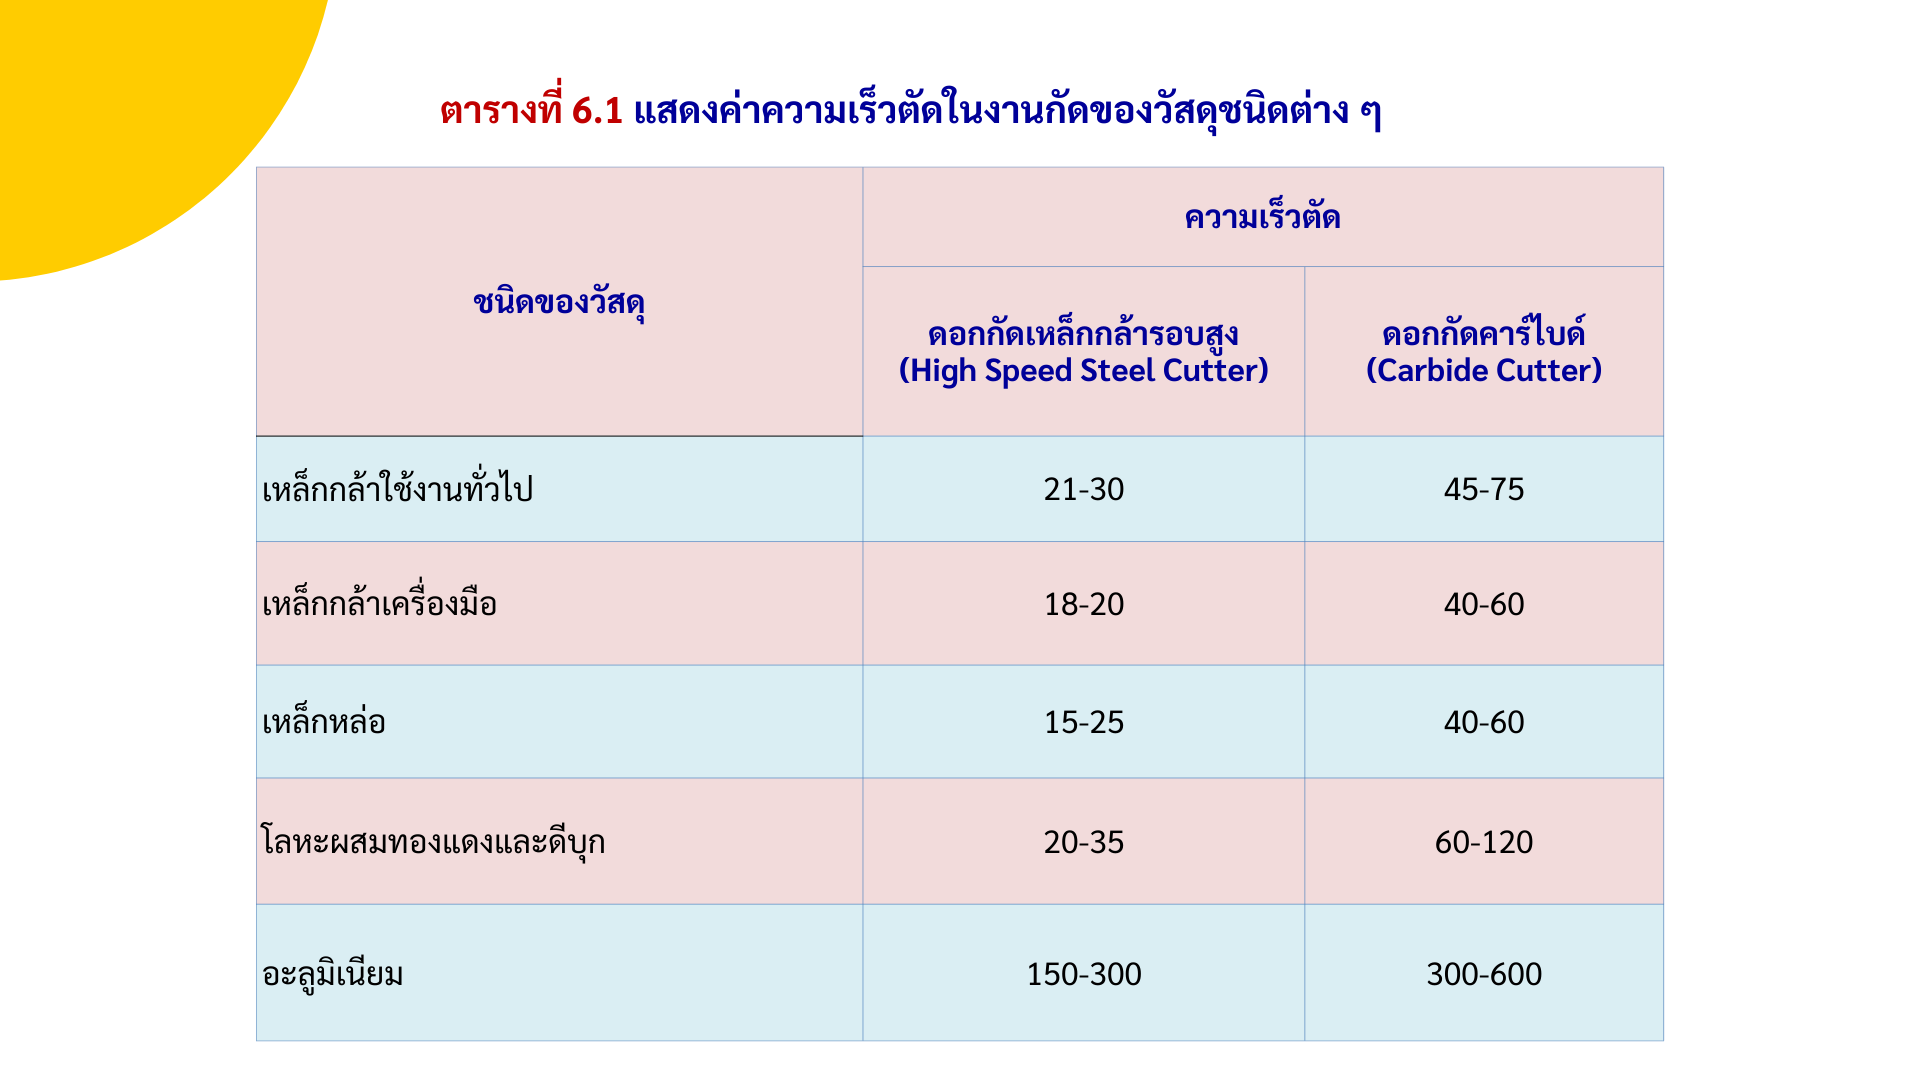 ตารางที่ 6.1 แสดงค่าความเร็วตัดในงานกัดของวัสดุชนิดต่าง ๆ
ชนิดของวัสดุ
ความเร็วตัด
ดอกกัดเหล็กกล้ารอบสูง
(High Speed Steel Cutter)
ดอกกัดคาร์ไบด์
(Carbide Cutter)
เหล็กกล้าใช้งานทั่วไป 21-30 45-75
เหล็กกล้าเครื่องมือ 18-20 40-60
เหล็กหล่อ 15-25 40-60
โลหะผสมทองแดงและดีบุก 20-35 60-120
อะลูมิเนียม 150-300 300-600